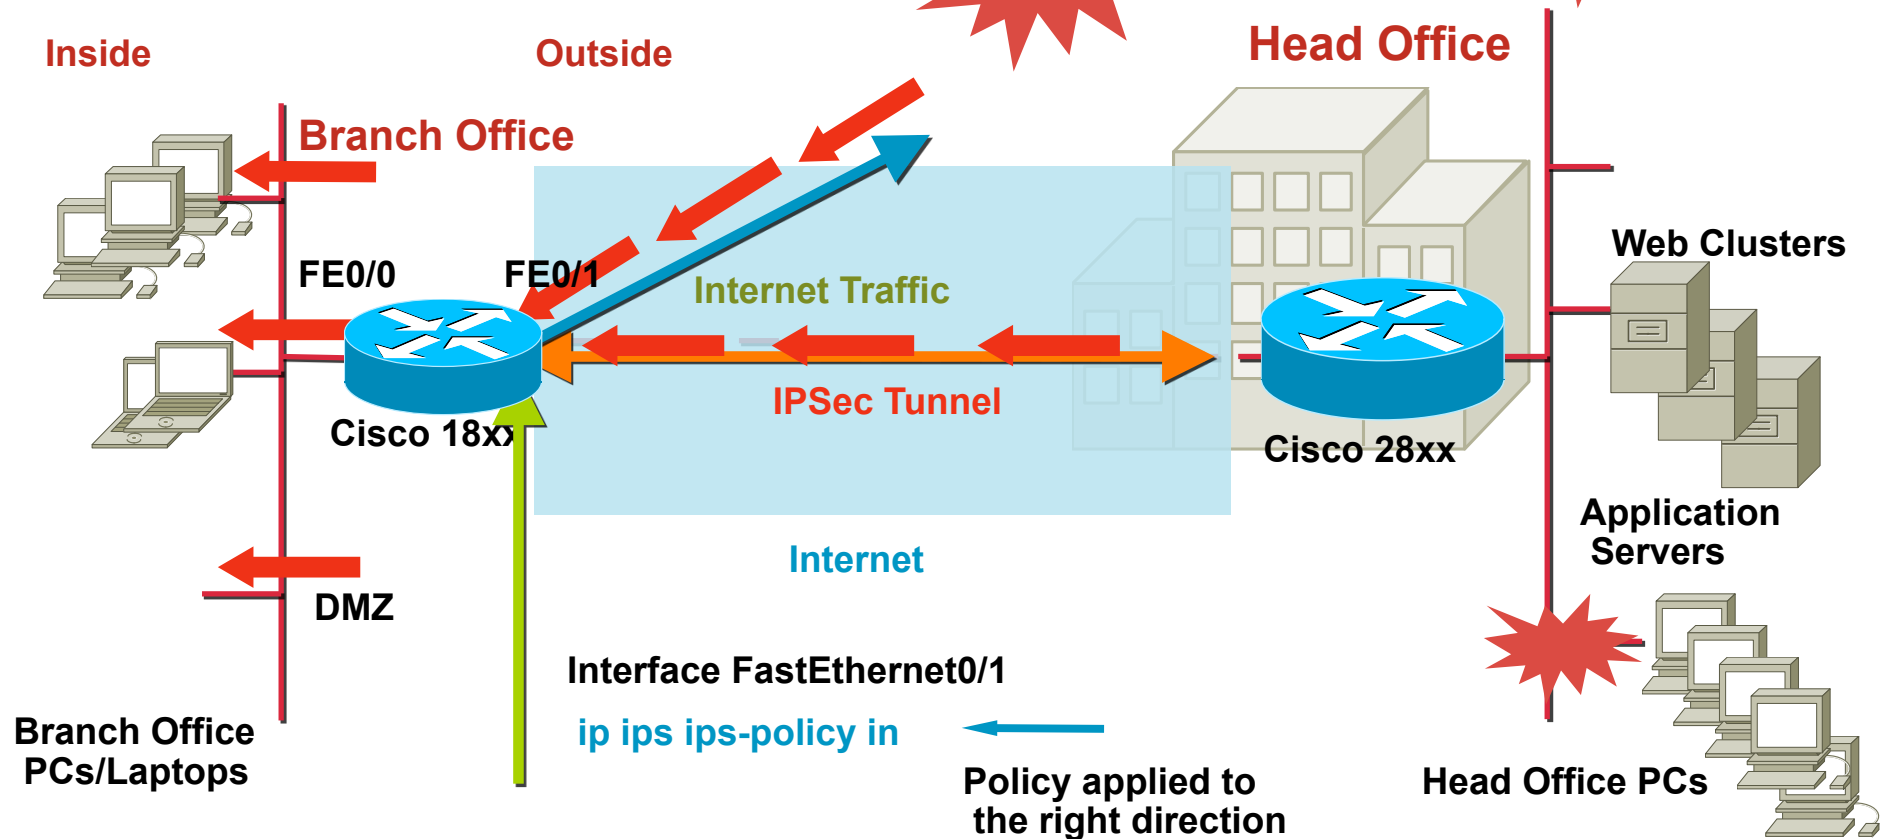 Inside
Outside
Head Office
Branch Office
Web Clusters
FE0/0
FE0/1
Internet Traffic
IPSec Tunnel
Cisco 18xx
Cisco 28xx
Application
Servers
Internet
DMZ
Interface FastEthernet0/1
ip ips ips-policy in
Branch Office
PCs/Laptops
Policy applied to
the right direction
Head Office PCs